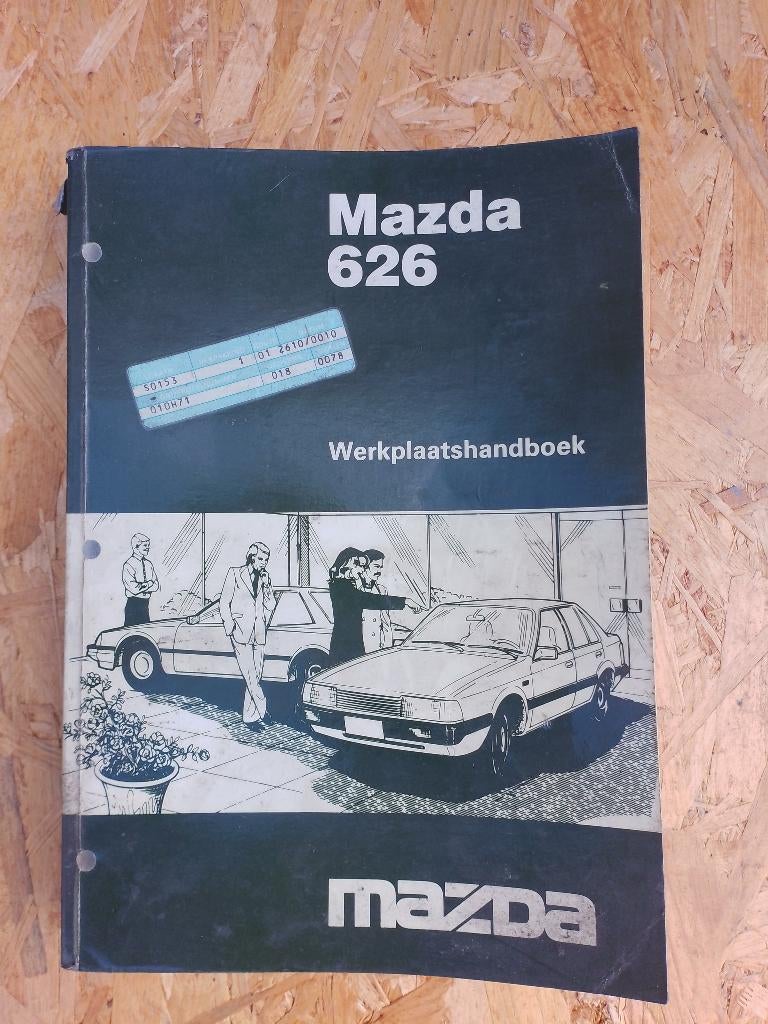 Mazda
626
S0153 1 01 2610/0010
010H71 018 0078
Werkplaatshandboek
mazda